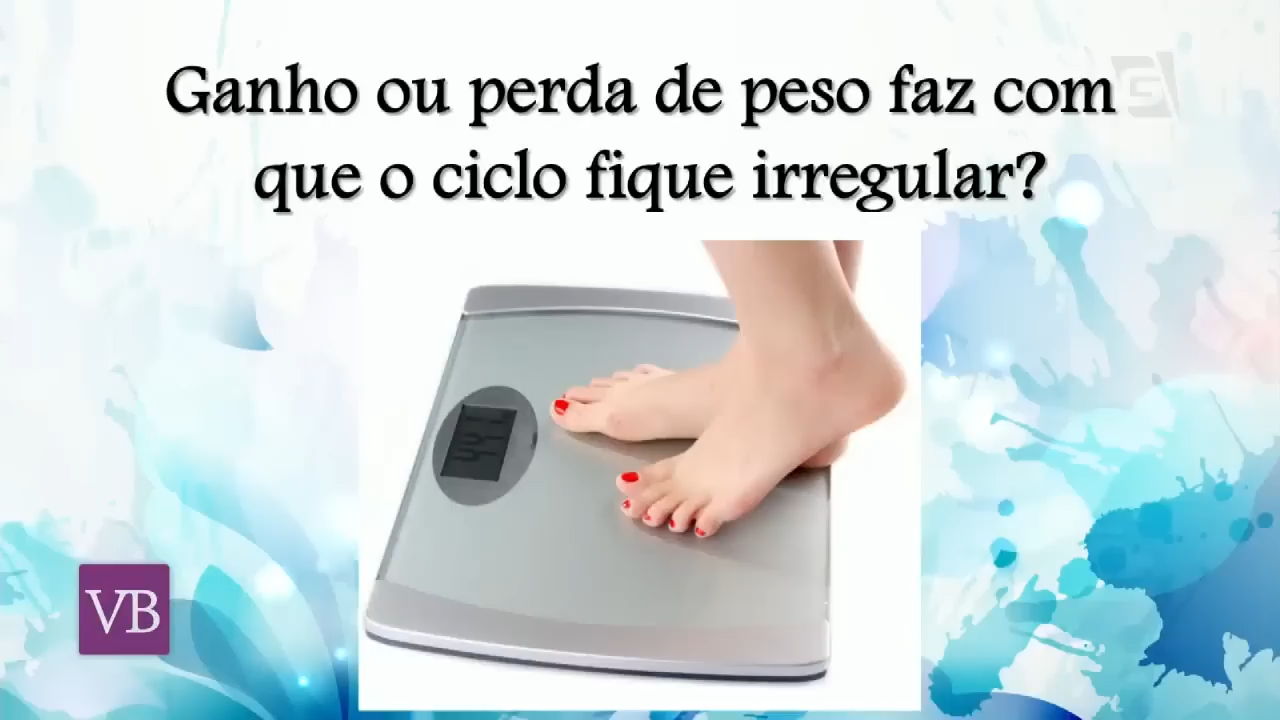 Ganho ou perda de peso faz com
que o ciclo fique irregular?
VB